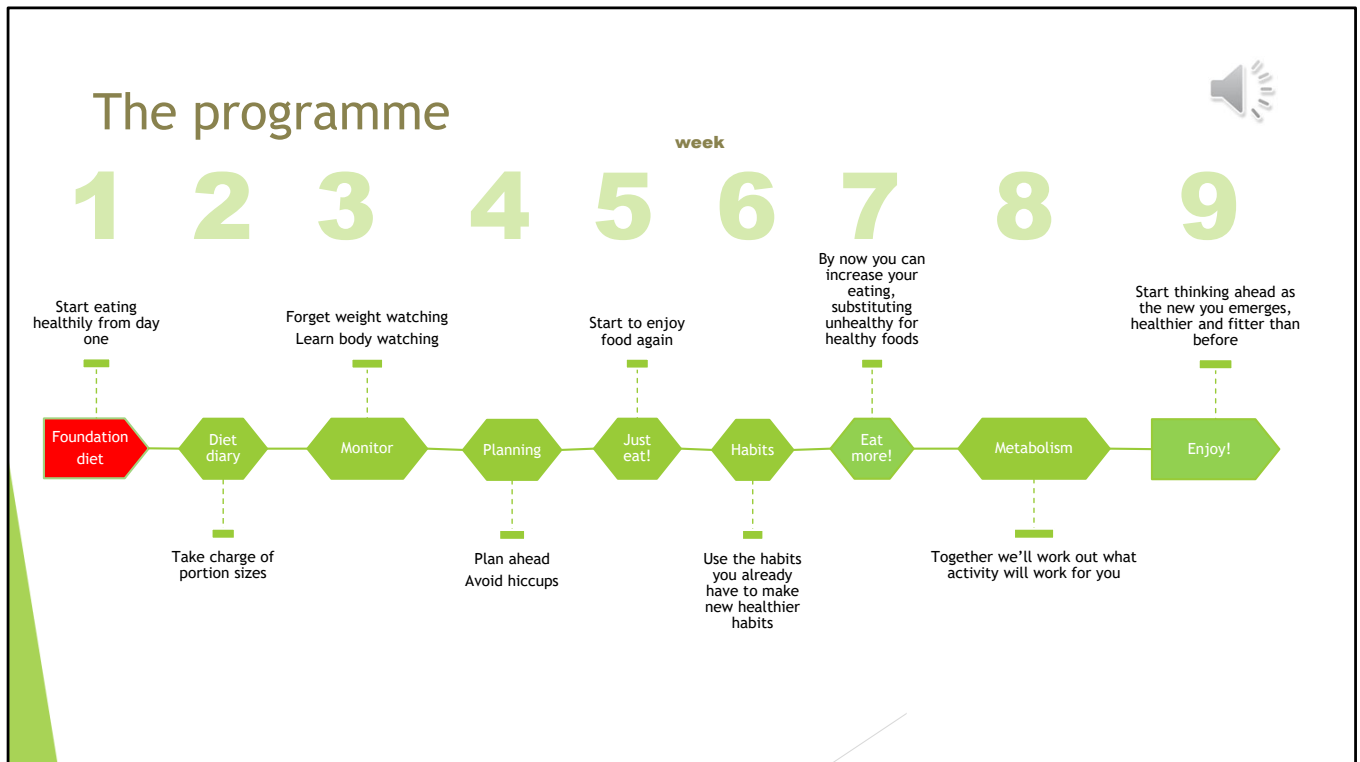 The programme
week
1 2 3 4 5 6 7 8 9
Start eating
healthily from day
one
Forget weight watching
Learn body watching
Start to enjoy
food again
By now you can
increase your
eating,
substituting
unhealthy for
healthy foods
Start thinking ahead as
the new you emerges,
healthier and fitter than
before
Foundation
diet
Diet
diary
Monitor
Planning
Just
eat!
Habits
Eat
more!
Metabolism
Enjoy!
Take charge of
portion sizes
Plan ahead
Avoid hiccups
Use the habits
you already
have to make
new healthier
habits
Together we’ll work out what
activity will work for you